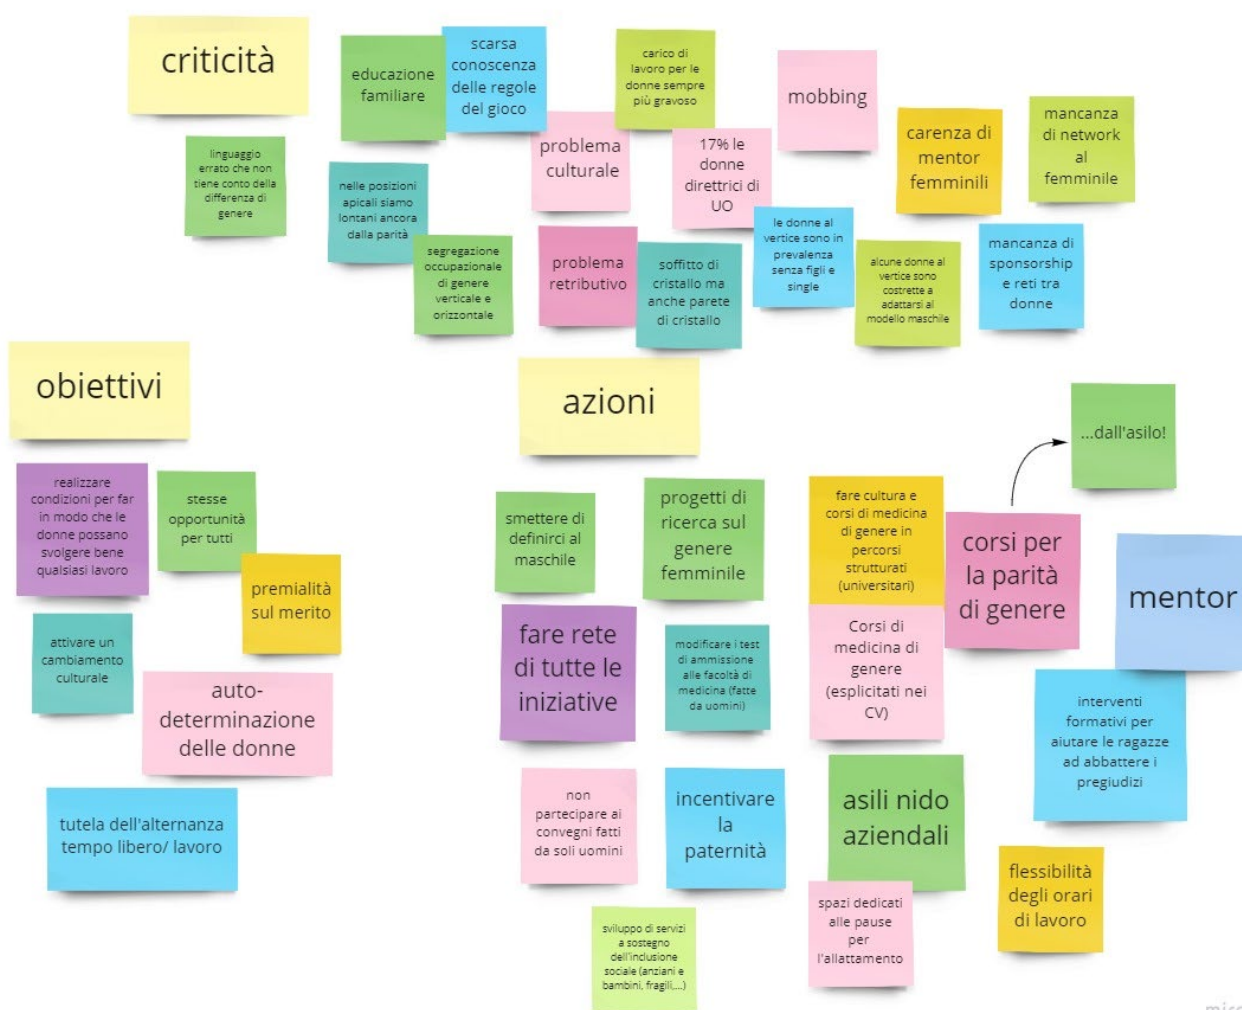 criticità
educazione
familiare
scarsa
conoscenza
delle regole
del gioco
carico di
lavoro per le
donne sempre
più gravoso
mobbing
mancanza
di network
al
femminile
carenza di
mentor
femminili
linguaggio
errato che non
tiene conto della
differenza di
genere
nelle posizioni
apicali siamo
lontani ancora
dalla parità
problema
culturale
17% le
donne
direttrici di
UO
segregazione
occupazionale
di genere
verticale e
orizzontale
problema
retributivo
soffitto di
cristallo ma
anche parete
di cristallo
le donne al
vertice sono in
prevalenza
senza figli e
single
alcune donne al
vertice sono
costrette a
adattarsi al
modello maschile
mancanza di
sponsorship
e reti tra
donne
obiettivi
realizzare
condizioni per far
in modo che le
donne possano
svolgere bene
qualsiasi lavoro
stesse
opportunità
per tutti
premialità
sul merito
attivare un
cambiamento
culturale
auto-
determinazione
delle donne
tutela dell'alternanza
tempo libero/ lavoro
azioni
...dall'asilo!
smettere di
definirci al
maschile
progetti di
ricerca sul
genere
femminile
fare cultura e
corsi di medicina
di genere in
percorsi
strutturati
(universitari)
corsi per
la parità
di genere
mentor
fare rete
di tutte le
iniziative
modificare i test
di ammissione
alle facoltà di
medicina (fatte
da uomini)
Corsi di
medicina di
genere
(esplicitati nei
CV)
interventi
formativi per
aiutare le ragazze
ad abbattere i
pregiudizi
non
partecipare ai
convegni fatti
da soli uomini
incentivare
la
paternità
asili nido
aziendali
flessibilità
degli orari
di lavoro
spazi dedicati
alle pause
per
l'allattamento
sviluppo di servizi
a sostegno
dell'inclusione
sociale (anziani e
bambini, fragili,...)